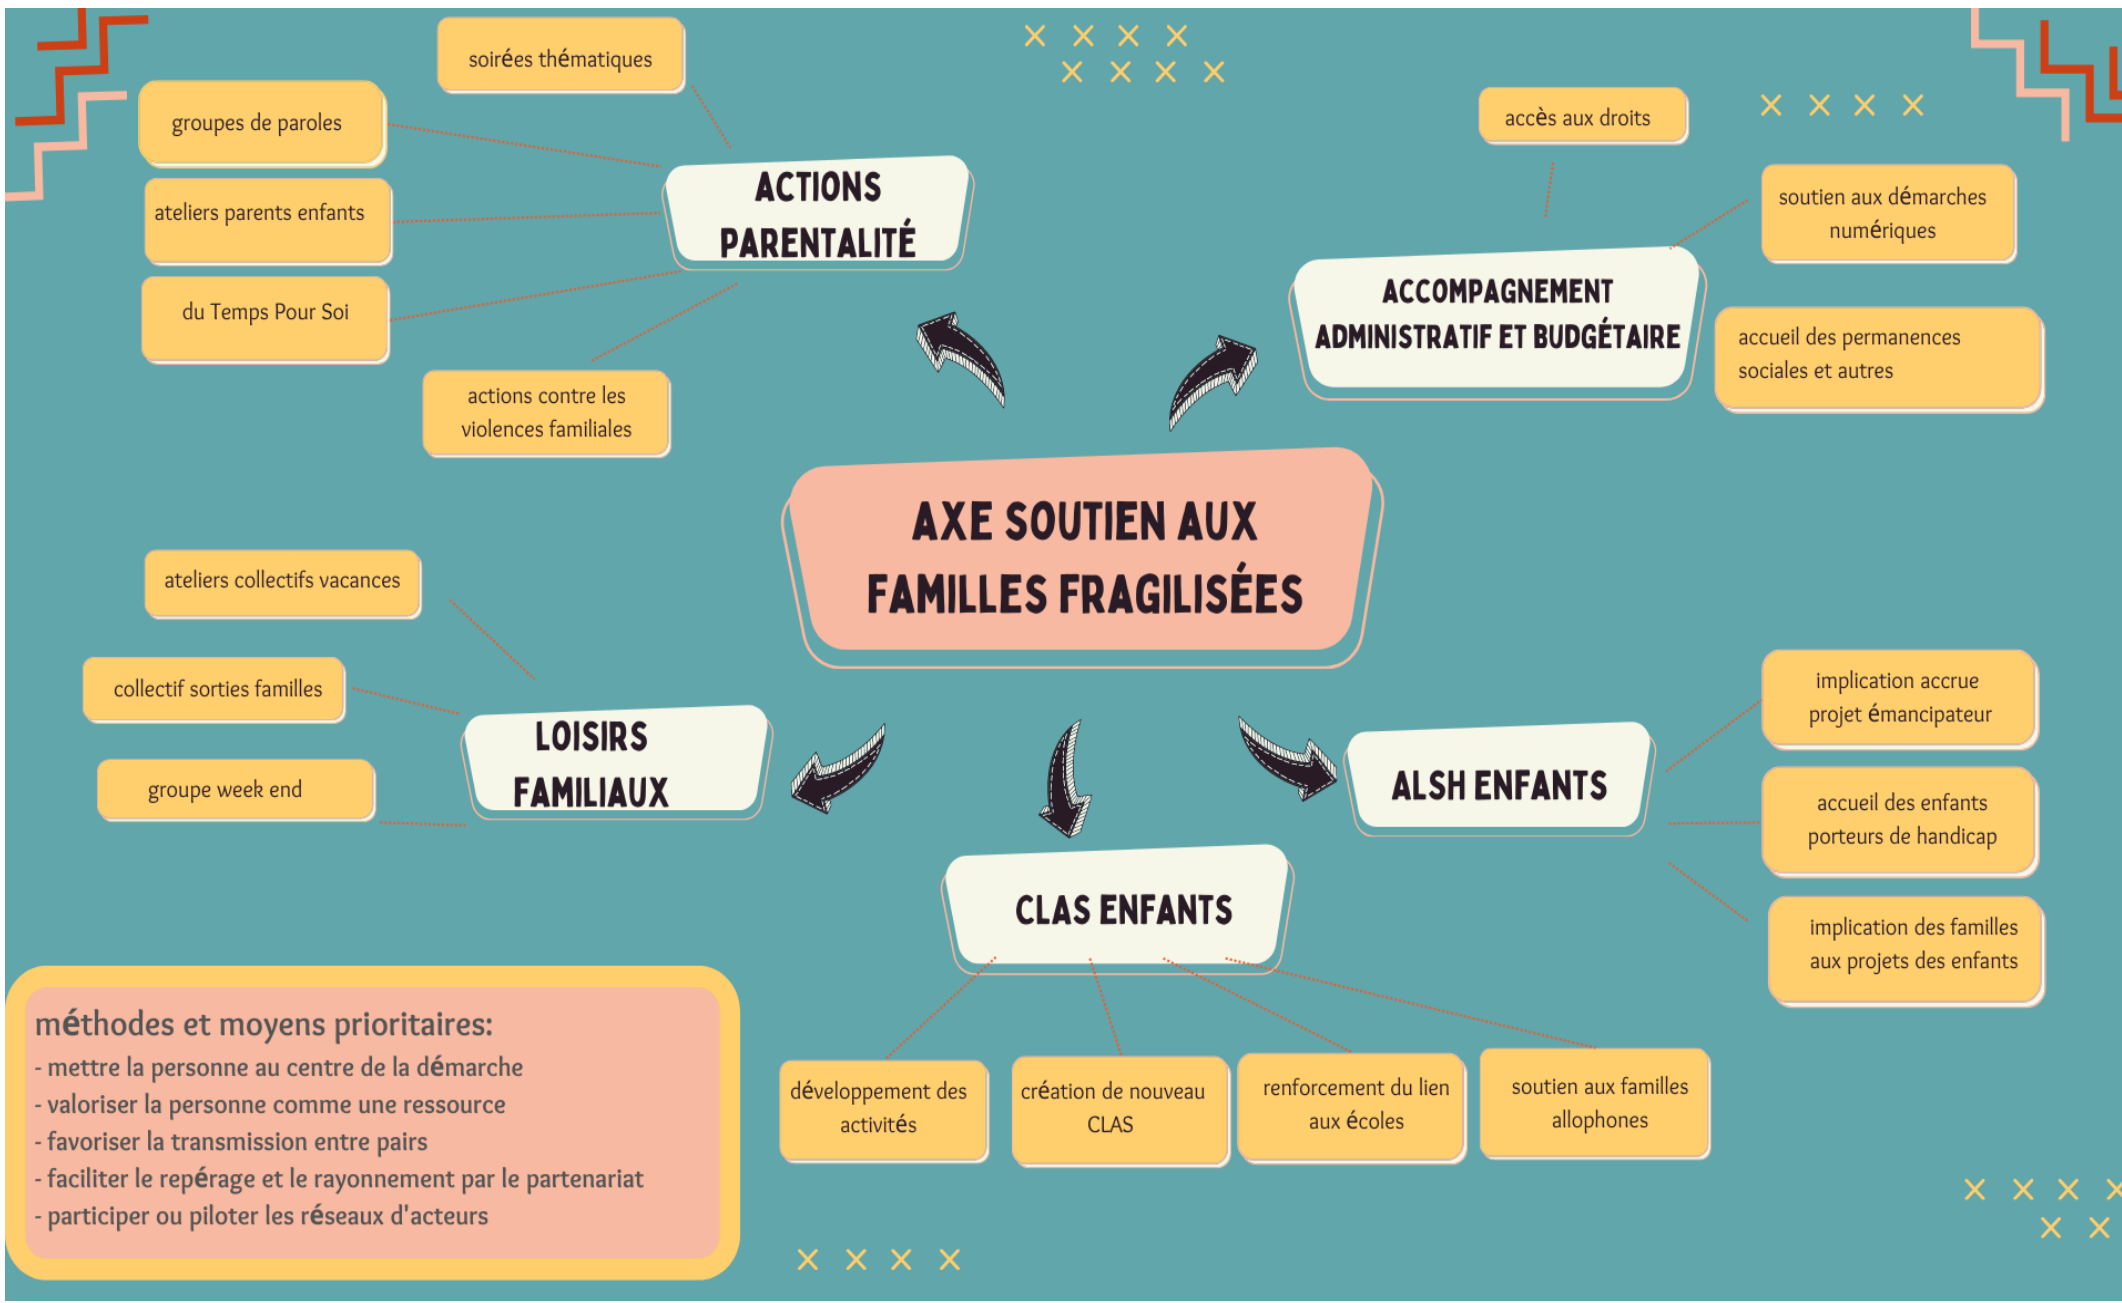 soirées thématiques
groupes de paroles
ateliers parents enfants
du Temps Pour Soi
actions contre les
violences familiales
ACTIONS
PARENTALITÉ
accès aux droits
soutien aux démarches
numériques
accueil des permanences
sociales et autres
ACCOMPAGNEMENT
ADMINISTRATIF ET BUDGÉTAIRE
AXE SOUTIEN AUX
FAMILLES FRAGILISÉES
ateliers collectifs vacances
collectif sorties familles
groupe week end
LOISIRS
FAMILIAUX
ALSH ENFANTS
implication accrue
projet émancipateur
accueil des enfants
porteurs de handicap
implication des familles
aux projets des enfants
CLAS ENFANTS
développement des
activités
création de nouveau
CLAS
renforcement du lien
aux écoles
soutien aux familles
allophones
méthodes et moyens prioritaires:
- mettre la personne au centre de la démarche
- valoriser la personne comme une ressource
- favoriser la transmission entre pairs
- faciliter le repérage et le rayonnement par le partenariat
- participer ou piloter les réseaux d'acteurs